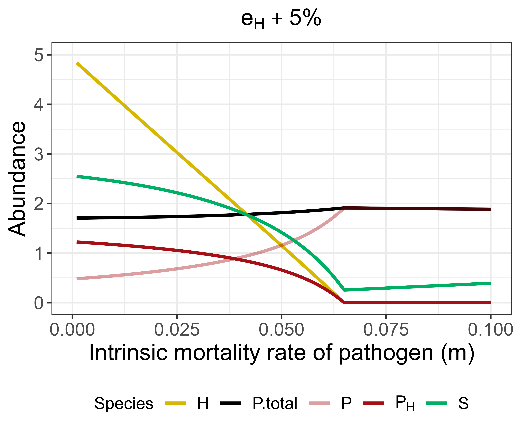 e_H + 5%
Abundance
5
4
3
2
1
0
0.000 0.025 0.050 0.075 0.100
Intrinsic mortality rate of pathogen (m)
Species H P.total P P_H S